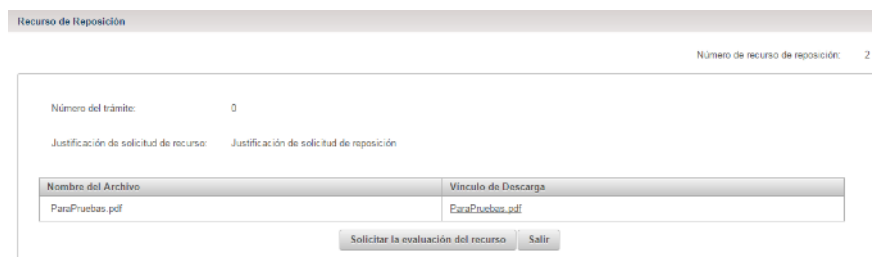 Recurso de Reposición
Número de recurso de reposición: 2
Número del trámite: 0
Justificación de solicitud de recurso: Justificación de solicitud de reposición
Nombre del Archivo Vínculo de Descarga
ParaPruebas.pdf ParaPruebas.pdf
Solicitar la evaluación del recurso Salir